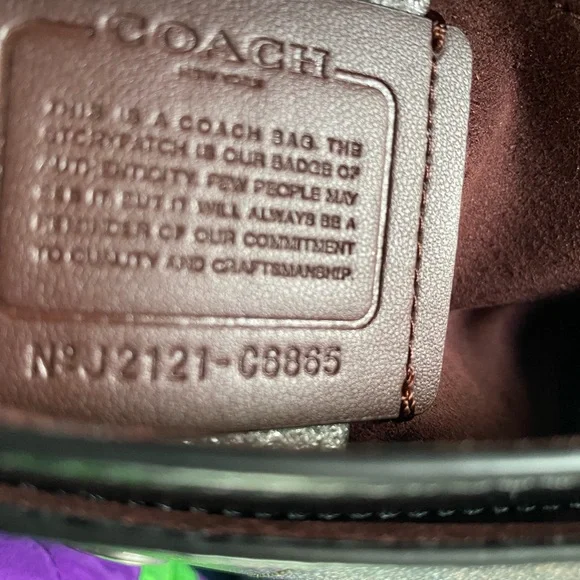 COACH
NEW YORK
THIS IS A COACH BAG. THE
STORYPATCH IS OUR BADGE OF
AUTHENTICITY. FEW PEOPLE MAY
SEE IT, BUT IT WILL ALWAYS BE A
REMINDER OF OUR COMMITMENT
TO QUALITY AND CRAFTSMANSHIP.
Nº J2121-C8865